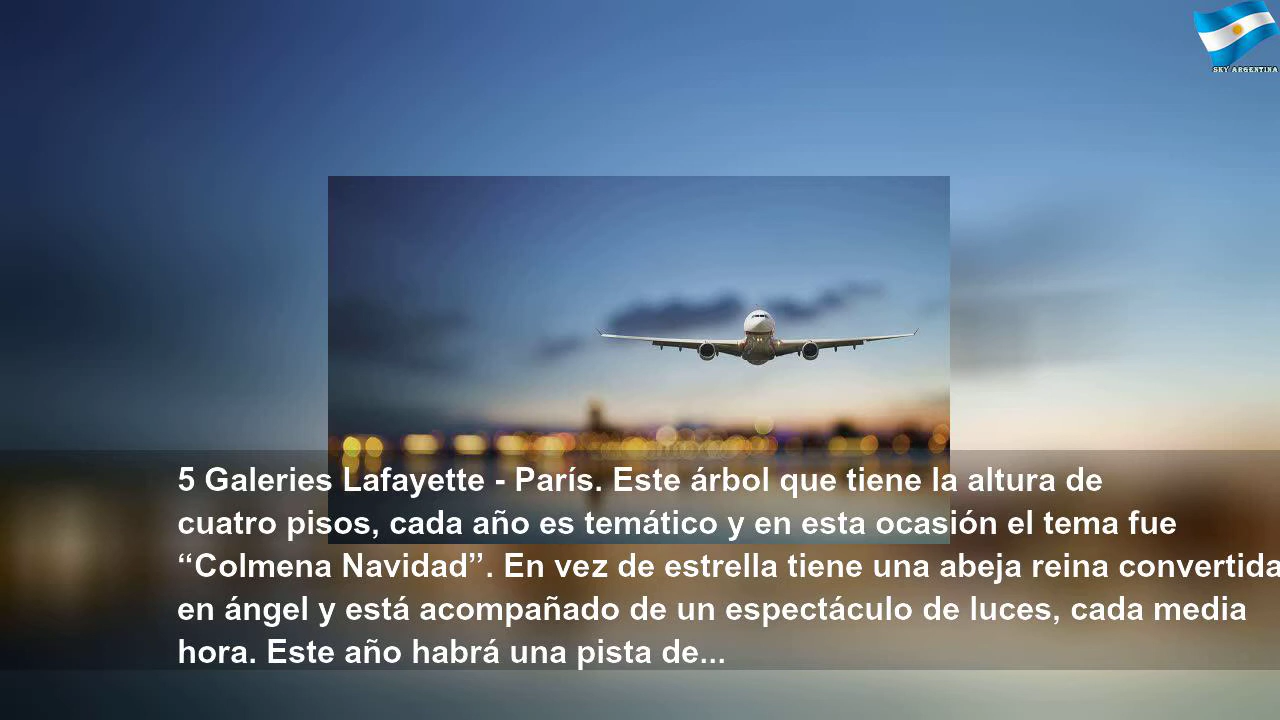 SKY ARGENTINA
5 Galeries Lafayette - París. Este árbol que tiene la altura de
cuatro pisos, cada año es temático y en esta ocasión el tema fue
“Colmena Navidad”. En vez de estrella tiene una abeja reina convertida
en ángel y está acompañado de un espectáculo de luces, cada media
hora. Este año habrá una pista de...